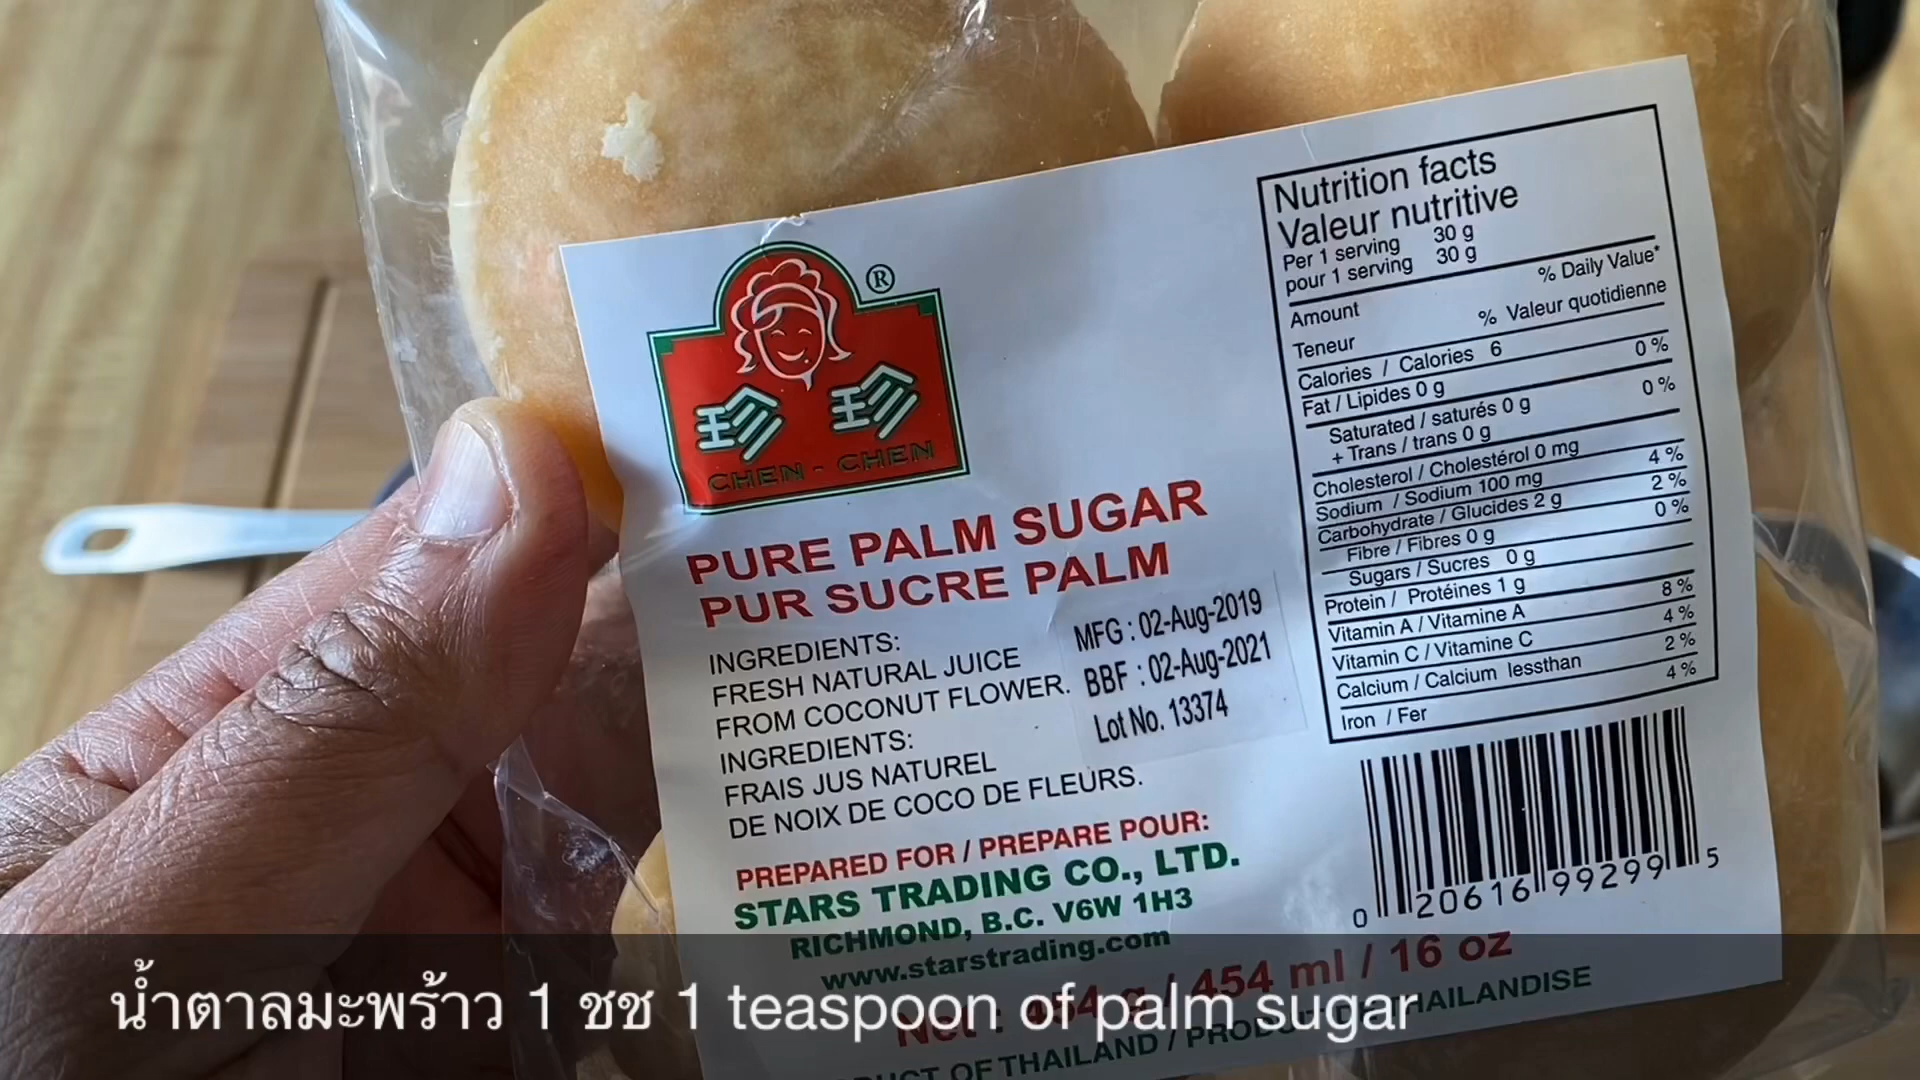 ®
珍珍
CHEN - CHEN
PURE PALM SUGAR
PUR SUCRE PALM
INGREDIENTS:
FRESH NATURAL JUICE
FROM COCONUT FLOWER.
INGREDIENTS:
FRAIS JUS NATUREL
DE NOIX DE COCO DE FLEURS.
MFG : 02-Aug-2019
BBF : 02-Aug-2021
Lot No. 13374
PREPARED FOR / PREPARE POUR:
STARS TRADING CO., LTD.
RICHMOND, B.C. V6W 1H3
www.starstrading.com
Net : 454 g / 454 ml / 16 oz
OF THAILAND
Nutrition facts
Valeur nutritive
Per 1 serving 30 g
pour 1 serving 30 g
% Daily Value*
Amount
% Valeur quotidienne
Teneur
Calories / Calories 6
Fat / Lipides 0 g 0 %
Saturated / saturés 0 g 0 %
+ Trans / trans 0 g
Cholesterol / Cholestérol 0 mg
Sodium / Sodium 100 mg 4 %
Carbohydrate / Glucides 2 g 2 %
Fibre / Fibres 0 g 0 %
Sugars / Sucres 0 g
Protein / Protéines 1 g
Vitamin A / Vitamine A 8 %
Vitamin C / Vitamine C 4 %
Calcium / Calcium lessthan 2 %
Iron / Fer 4 %
0 20616 99299 5
น้ำตาลมะพร้าว 1 ชช 1 teaspoon of palm sugar